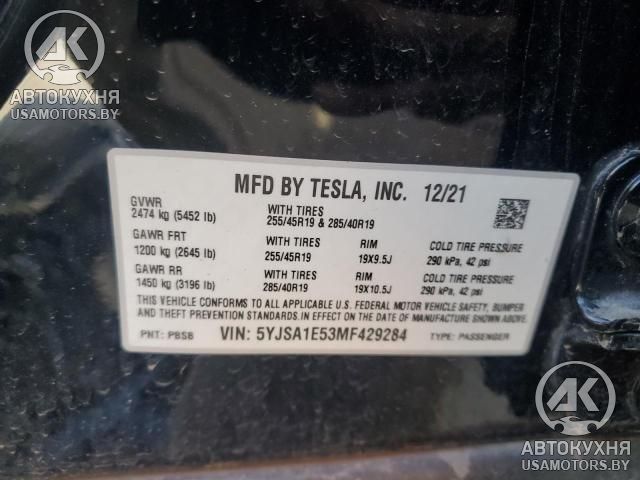 АК
АВТОКУХНЯ
USAMOTORS.BY
MFD BY TESLA, INC. 12/21
GVWR
2474 kg (5452 lb) WITH TIRES
255/45R19 & 285/40R19
GAWR FRT WITH TIRES RIM COLD TIRE PRESSURE
1200 kg (2645 lb) 255/45R19 19X9.5J 290 kPa, 42 psi
GAWR RR WITH TIRES RIM COLD TIRE PRESSURE
1450 kg (3196 lb) 285/40R19 19X10.5J 290 kPa, 42 psi
THIS VEHICLE CONFORMS TO ALL APPLICABLE U.S. FEDERAL MOTOR VEHICLE SAFETY, BUMPER
AND THEFT PREVENTION STANDARDS IN EFFECT ON THE DATE OF MANUFACTURE SHOWN ABOVE.
PNT: PBSB VIN: 5YJSA1E53MF429284 TYPE: PASSENGER
АК
АВТОКУХНЯ
USAMOTORS.BY